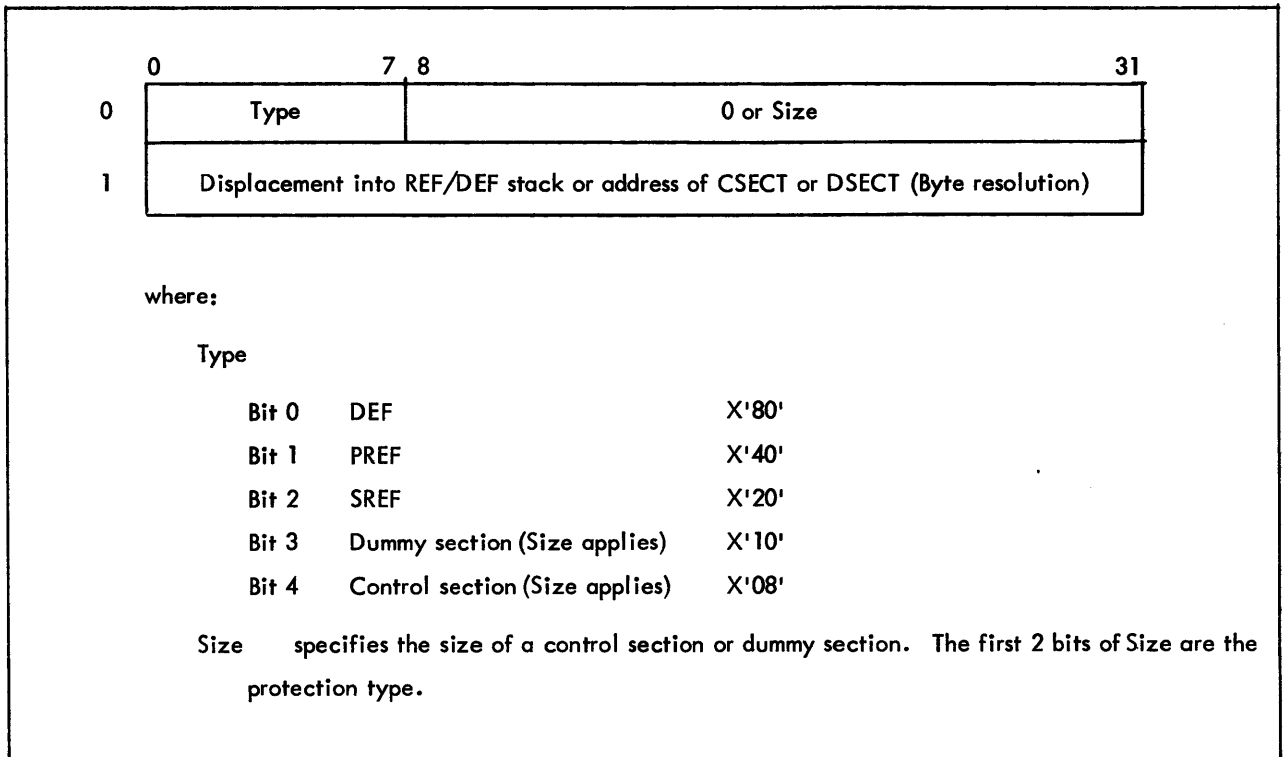 0 7 8 31
0 Type 0 or Size
1 Displacement into REF/DEF stack or address of CSECT or DSECT (Byte resolution)
where:
Type
Bit 0 DEF X'80'
Bit 1 PREF X'40'
Bit 2 SREF X'20'
Bit 3 Dummy section (Size applies) X'10'
Bit 4 Control section (Size applies) X'08'
Size specifies the size of a control section or dummy section. The first 2 bits of Size are the
protection type.